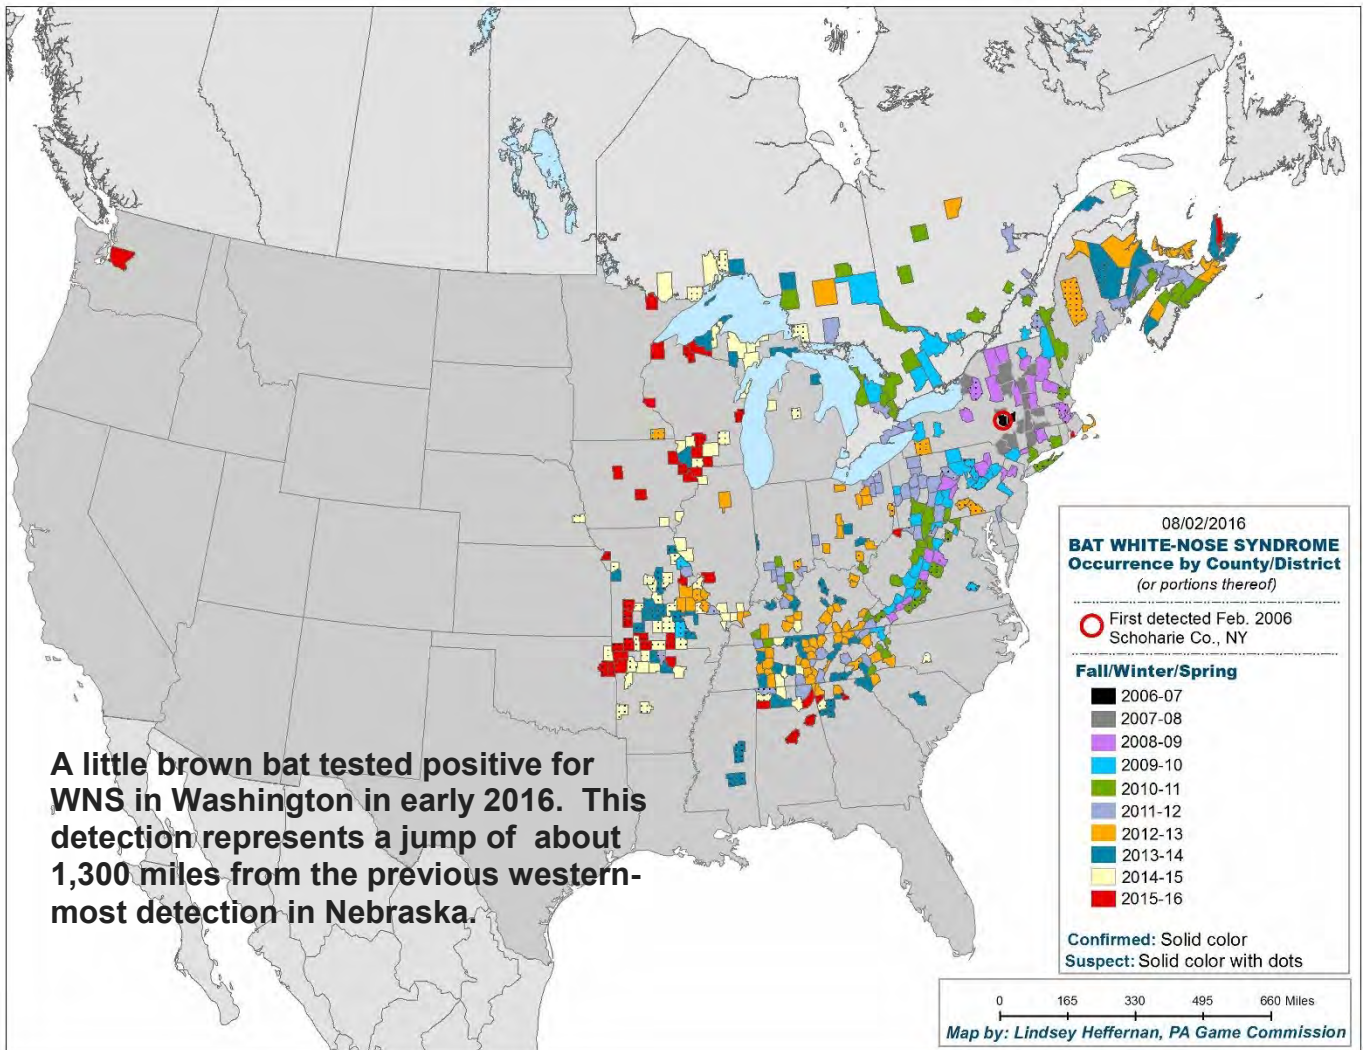 A little brown bat tested positive for
WNS in Washington in early 2016.  This
detection represents a jump of  about
1,300 miles from the previous western-
most detection in Nebraska.
08/02/2016
BAT WHITE-NOSE SYNDROME
Occurrence by County/District
(or portions thereof)
First detected Feb. 2006
Schoharie Co., NY
Fall/Winter/Spring
2006-07
2007-08
2008-09
2009-10
2010-11
2011-12
2012-13
2013-14
2014-15
2015-16
Confirmed: Solid color
Suspect: Solid color with dots
0 165 330 495 660 Miles
Map by: Lindsey Heffernan, PA Game Commission